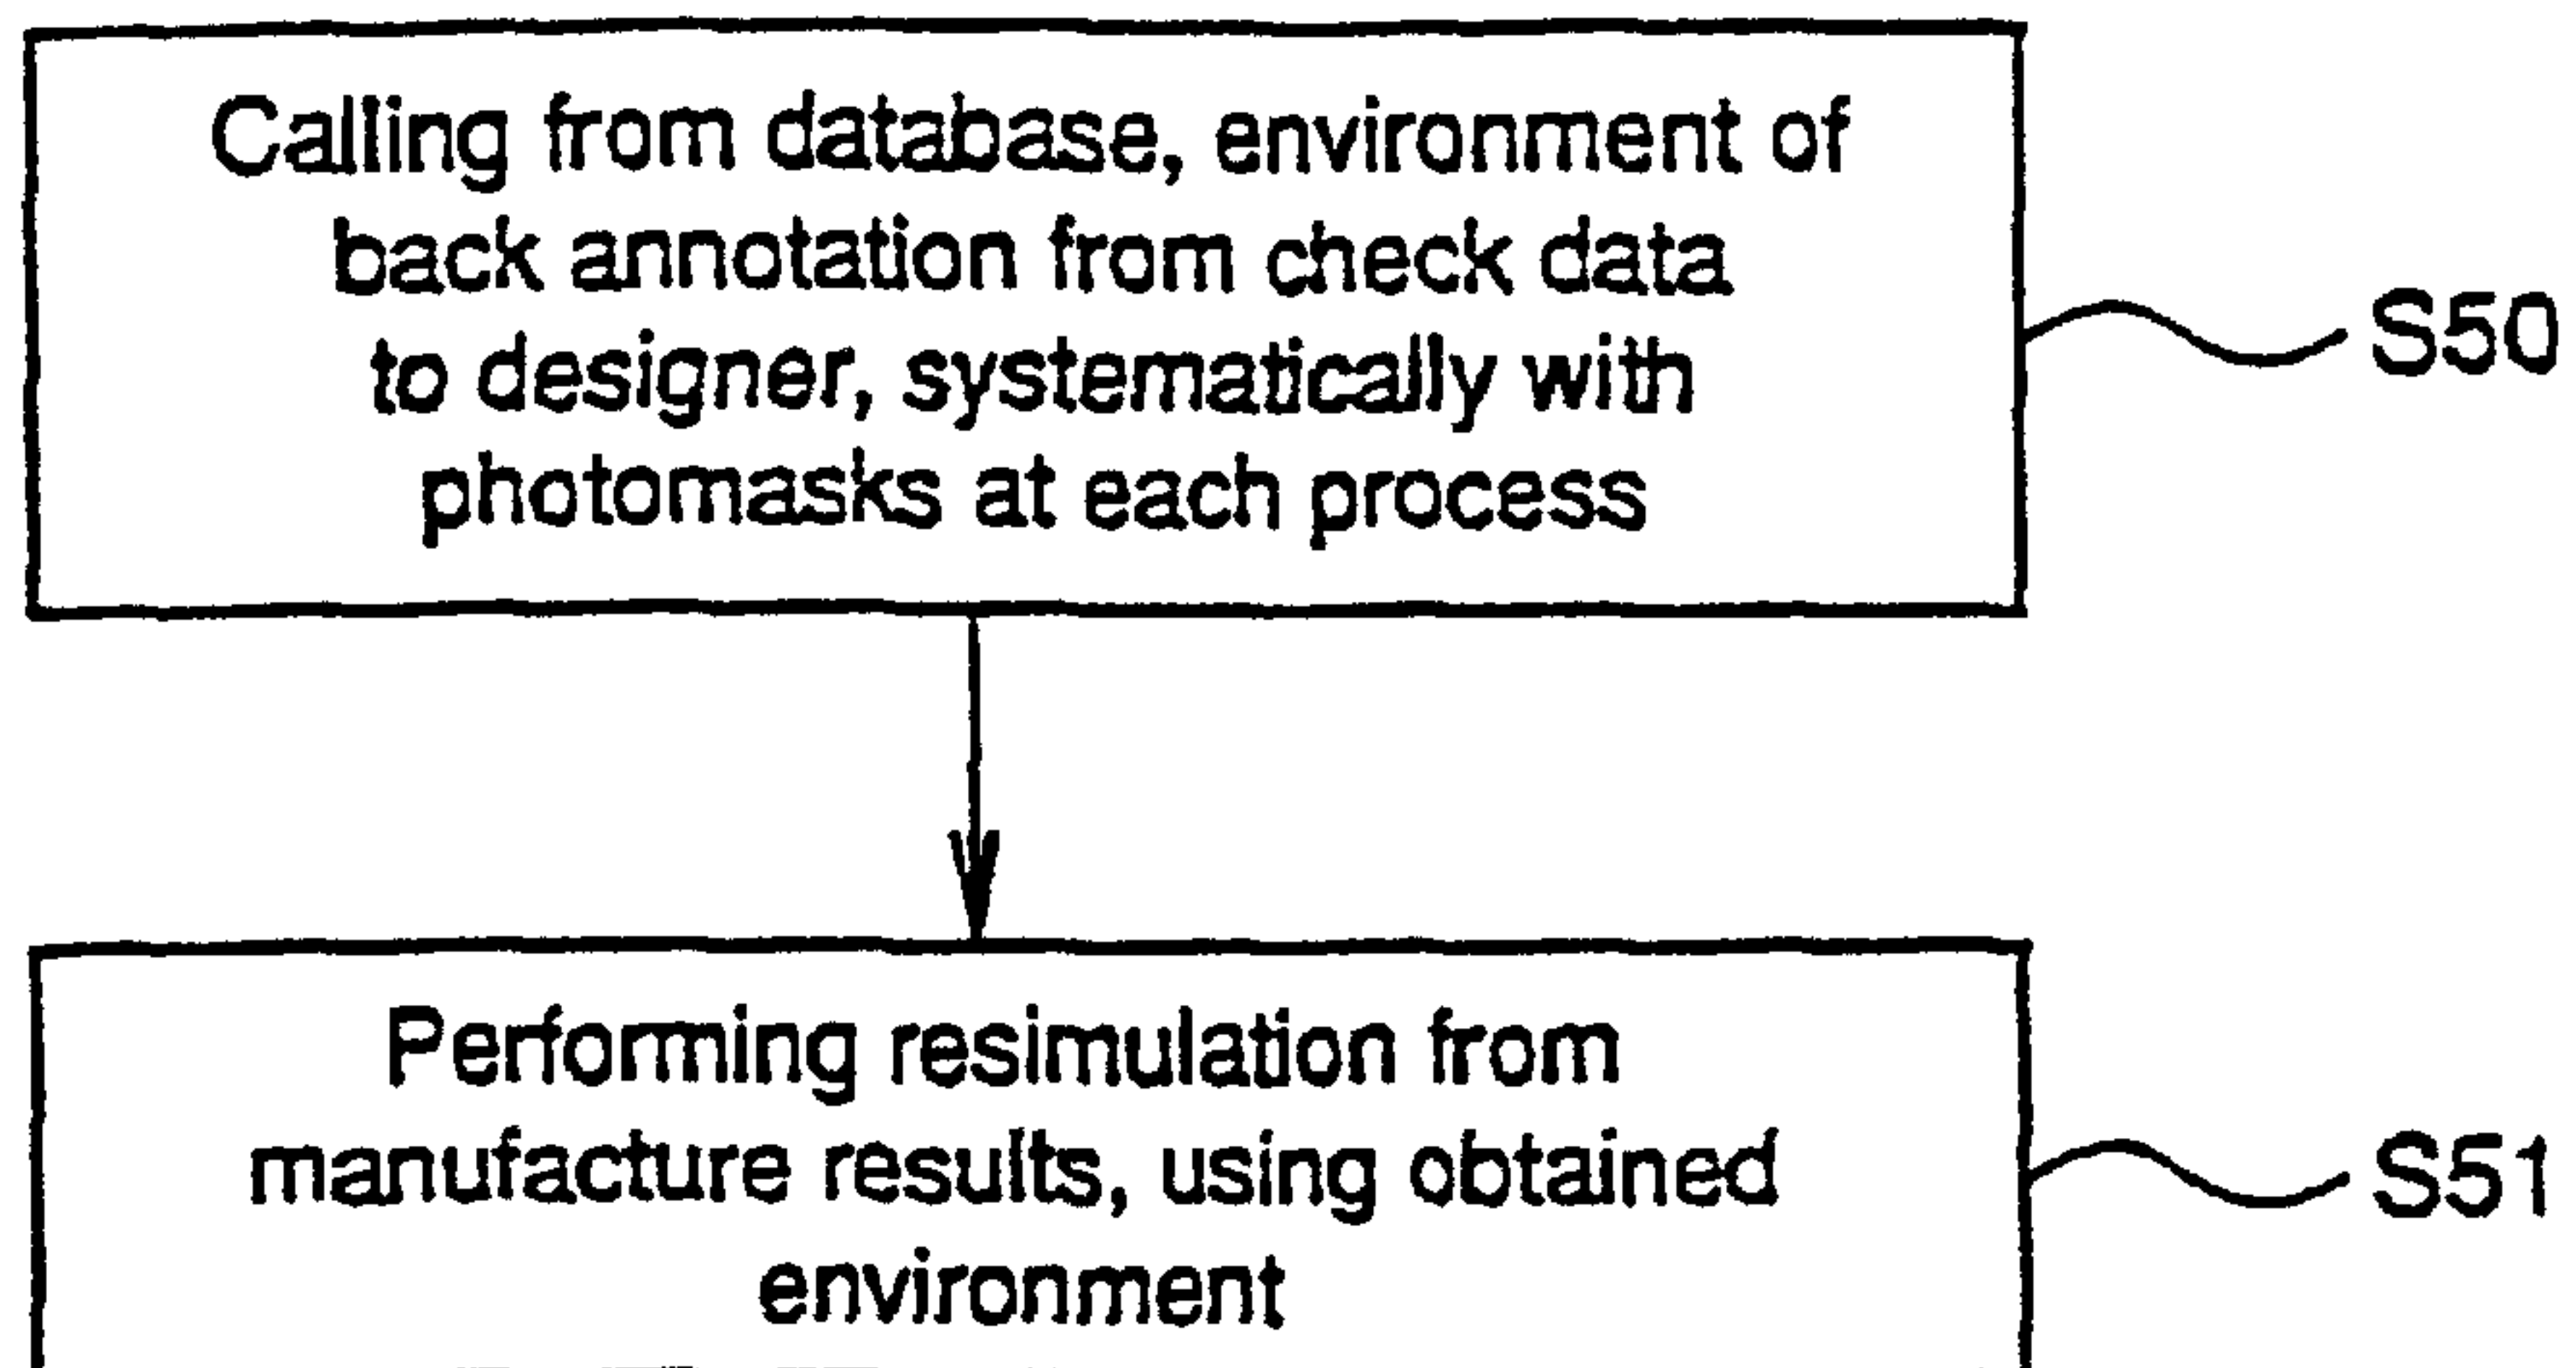 Calling from database, environment of
back annotation from check data
to designer, systematically with
photomasks at each process
S50
Performing resimulation from
manufacture results, using obtained
environment
S51